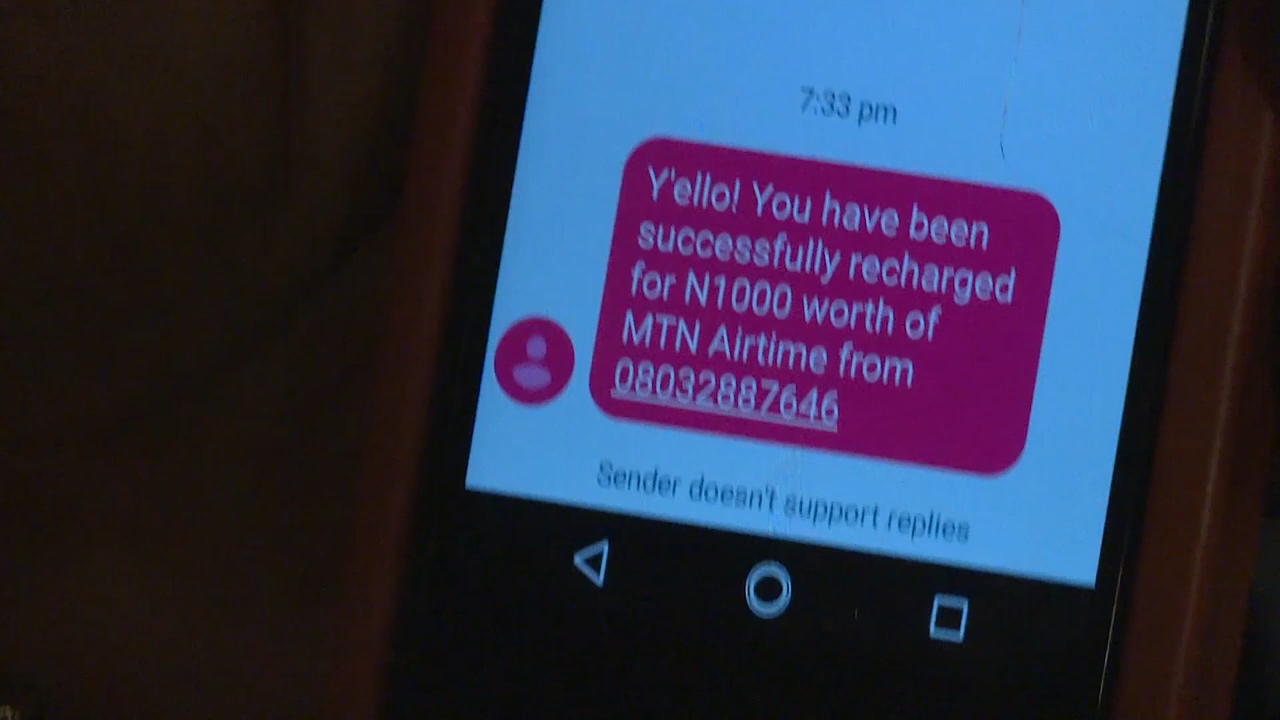 7:33 pm
Y'ello! You have been
successfully recharged
for N1000 worth of
MTN Airtime from
08032887646
Sender doesn't support replies